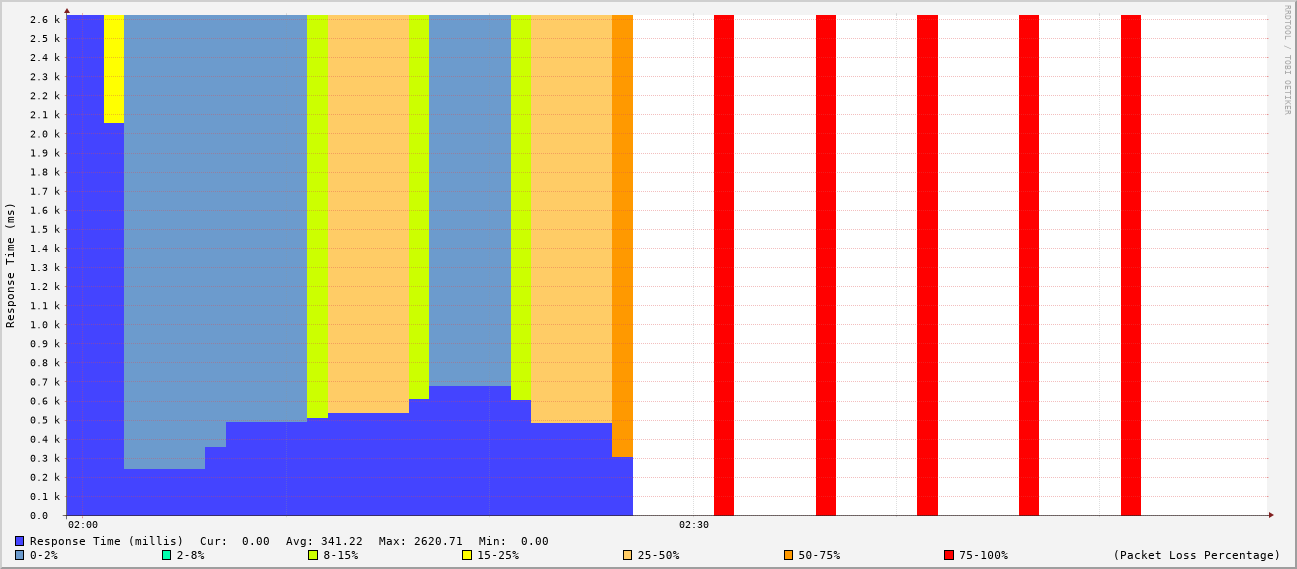 RRDTOOL / TOBI OETIKER
Response Time (ms)
2.6 k
2.5 k
2.4 k
2.3 k
2.2 k
2.1 k
2.0 k
1.9 k
1.8 k
1.7 k
1.6 k
1.5 k
1.4 k
1.3 k
1.2 k
1.1 k
1.0 k
0.9 k
0.8 k
0.7 k
0.6 k
0.5 k
0.4 k
0.3 k
0.2 k
0.1 k
0.0
02:00 02:30
Response Time (millis) Cur: 0.00 Avg: 341.22 Max: 2620.71 Min: 0.00
0-2% 2-8% 8-15% 15-25% 25-50% 50-75% 75-100% (Packet Loss Percentage)